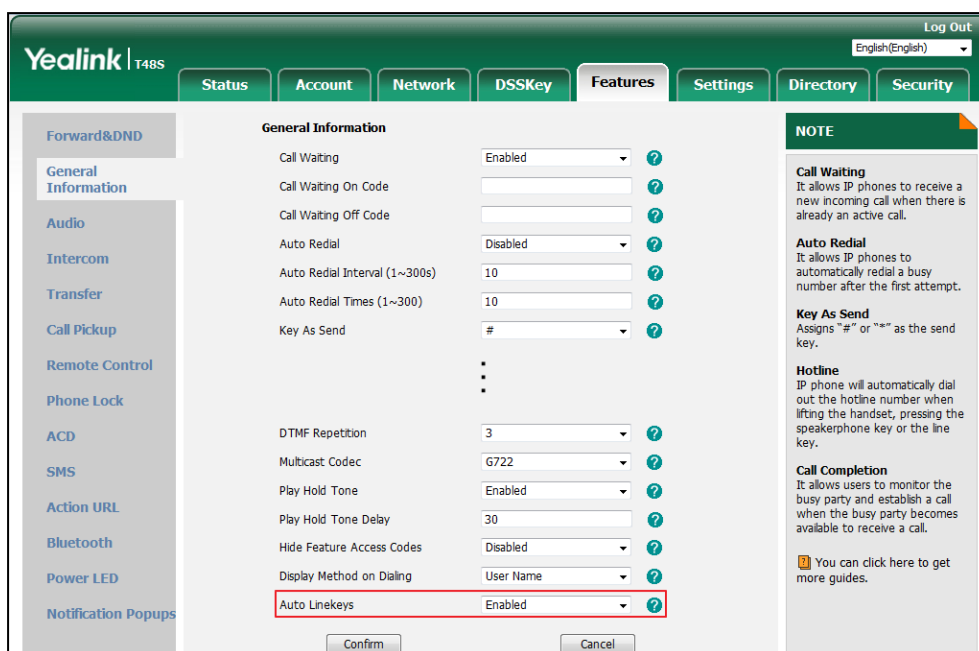 Log Out
English(English)
Yealink T48S
Status Account Network DSSKey Features Settings Directory Security
Forward&DND
General
Information
Audio
Intercom
Transfer
Call Pickup
Remote Control
Phone Lock
ACD
SMS
Action URL
Bluetooth
Power LED
Notification Popups
General Information
Call Waiting Enabled ?
Call Waiting On Code ?
Call Waiting Off Code ?
Auto Redial Disabled ?
Auto Redial Interval (1~300s) 10 ?
Auto Redial Times (1~300) 10 ?
Key As Send # ?
DTMF Repetition 3 ?
Multicast Codec G722 ?
Play Hold Tone Enabled ?
Play Hold Tone Delay 30 ?
Hide Feature Access Codes Disabled ?
Display Method on Dialing User Name ?
Auto Linekeys Enabled ?
Confirm Cancel
NOTE
Call Waiting
It allows IP phones to receive a
new incoming call when there is
already an active call.
Auto Redial
It allows IP phones to
automatically redial a busy
number after the first attempt.
Key As Send
Assigns "#" or "*" as the send
key.
Hotline
IP phone will automatically dial
out the hotline number when
lifting the handset, pressing the
speakerphone key or the line
key.
Call Completion
It allows users to monitor the
busy party and establish a call
when the busy party becomes
available to receive a call.
? You can click here to get
more guides.